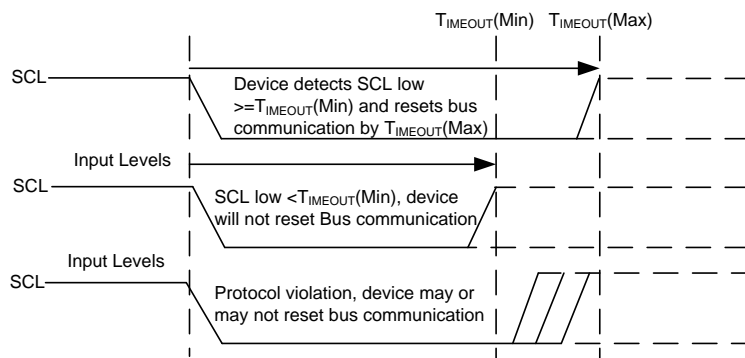 TIMEOUT(Min) TIMEOUT(Max)
SCL
Device detects SCL low
>=TIMEOUT(Min) and resets bus
communication by TIMEOUT(Max)
Input Levels
SCL
SCL low <TIMEOUT(Min), device
will not reset Bus communication
Input Levels
SCL
Protocol violation, device may or
may not reset bus communication